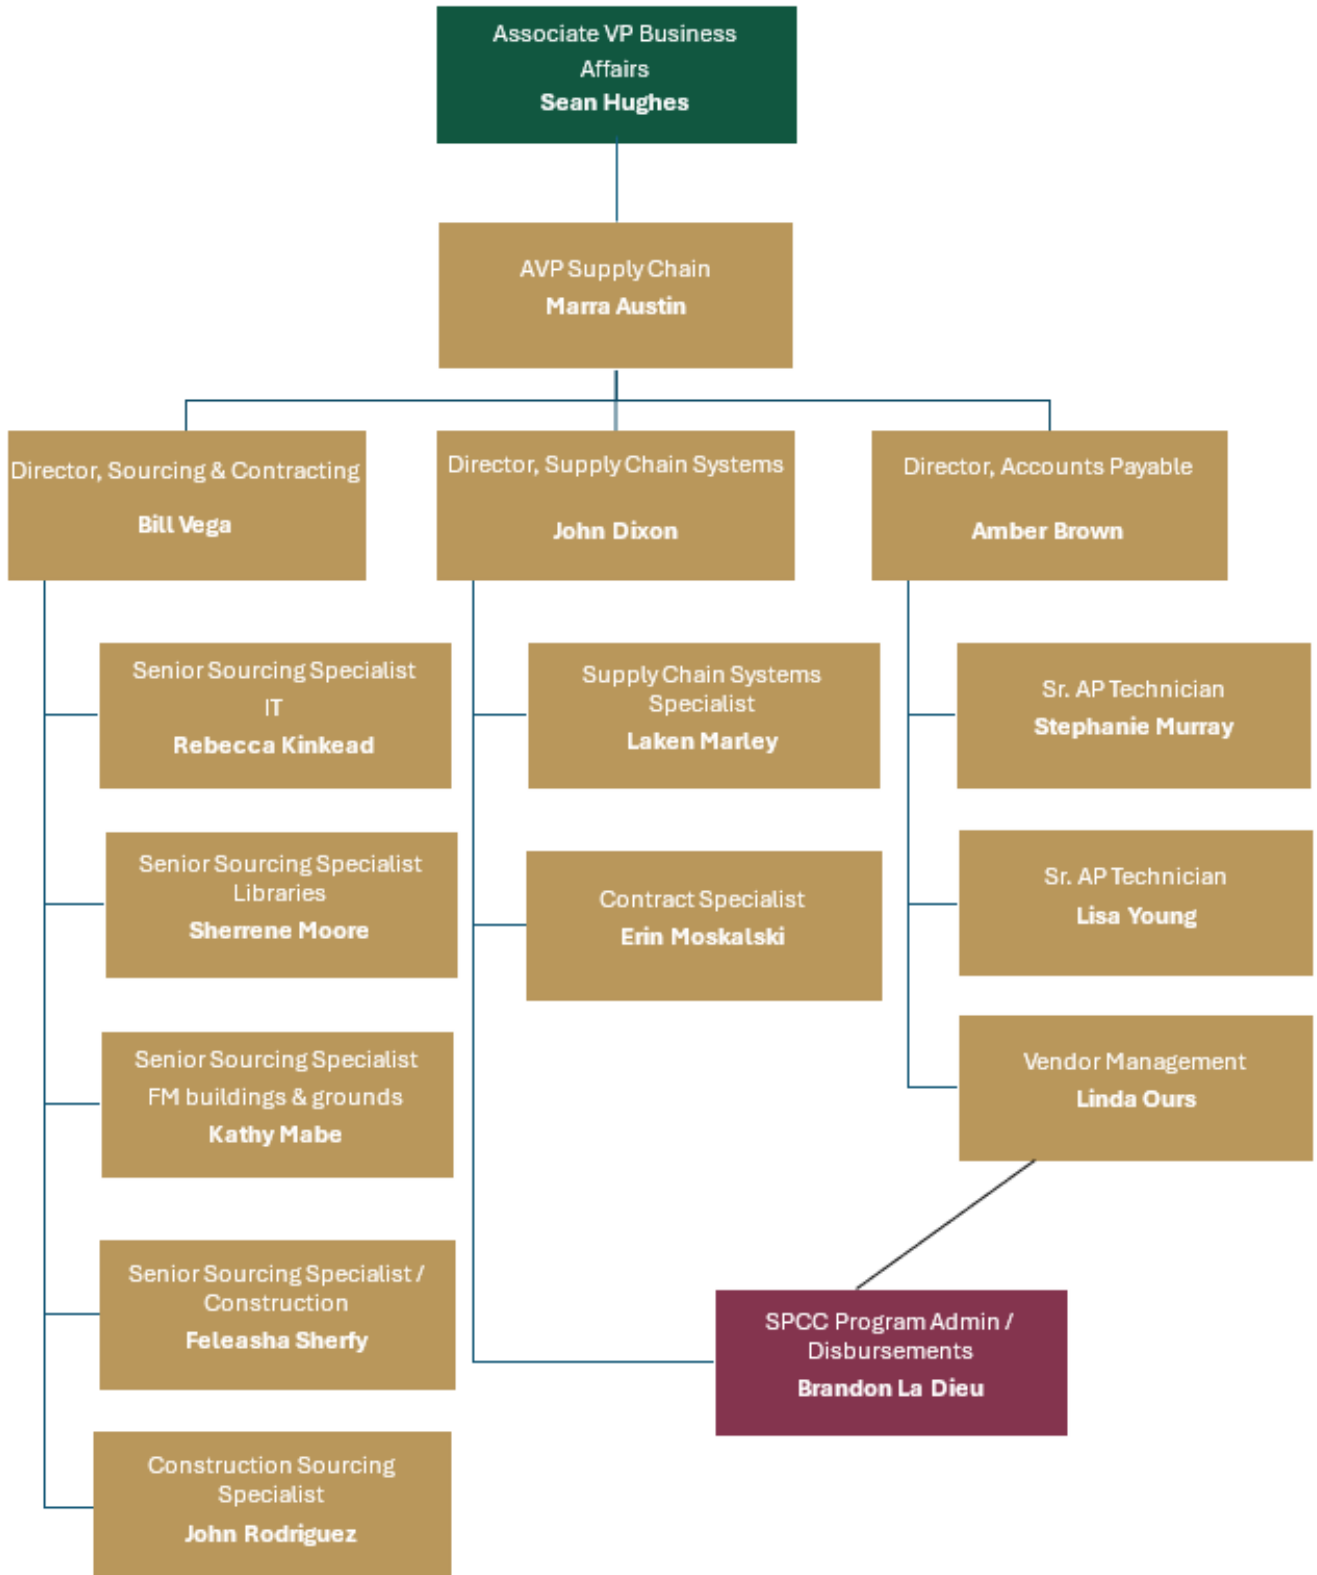 Associate VP Business
Affairs
Sean Hughes
AVP Supply Chain
Marra Austin
Director, Sourcing & Contracting
Bill Vega
Director, Supply Chain Systems
John Dixon
Director, Accounts Payable
Amber Brown
Senior Sourcing Specialist
IT
Rebecca Kinkead
Senior Sourcing Specialist
Libraries
Sherrene Moore
Senior Sourcing Specialist
FM buildings & grounds
Kathy Mabe
Senior Sourcing Specialist /
Construction
Feleasha Sherfy
Construction Sourcing
Specialist
John Rodriguez
Supply Chain Systems
Specialist
Laken Marley
Contract Specialist
Erin Moskalski
Sr. AP Technician
Stephanie Murray
Sr. AP Technician
Lisa Young
Vendor Management
Linda Ours
SPCC Program Admin /
Disbursements
Brandon La Dieu